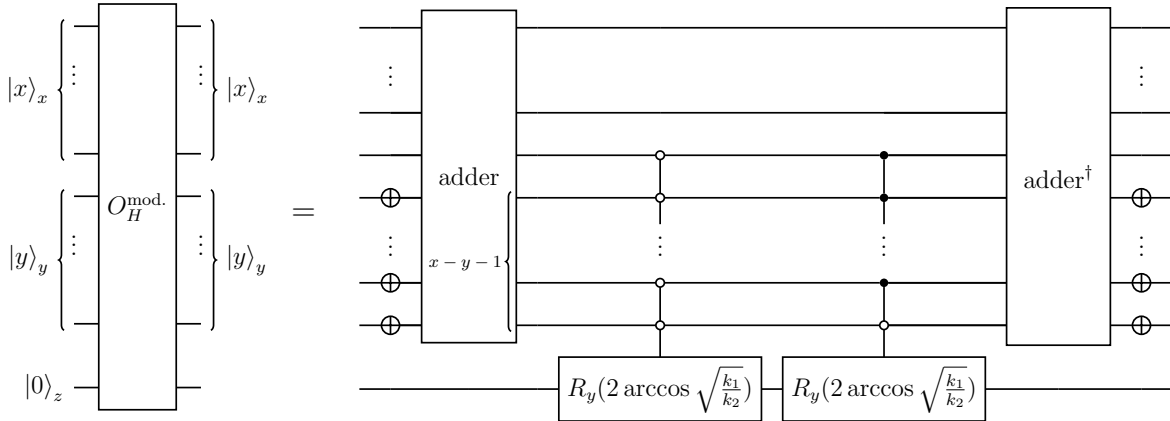 |x⟩_x
⋮
O_H^{mod.}
⋮
|x⟩_x
|y⟩_y
⋮
⋮
|y⟩_y
|0⟩_z
=
⋮
adder
x − y − 1
⋮
⋮
⋮
R_y(2 arccos √(k_1/k_2))
R_y(2 arccos √(k_1/k_2))
adder†
⋮
⋮